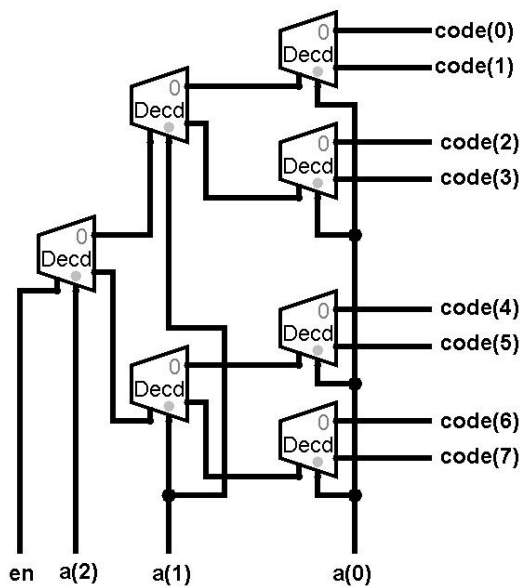 0
Decd
code(0)
code(1)
0
Decd
0
Decd
code(2)
code(3)
0
Decd
0
Decd
code(4)
code(5)
0
Decd
0
Decd
code(6)
code(7)
en a(2) a(1) a(0)